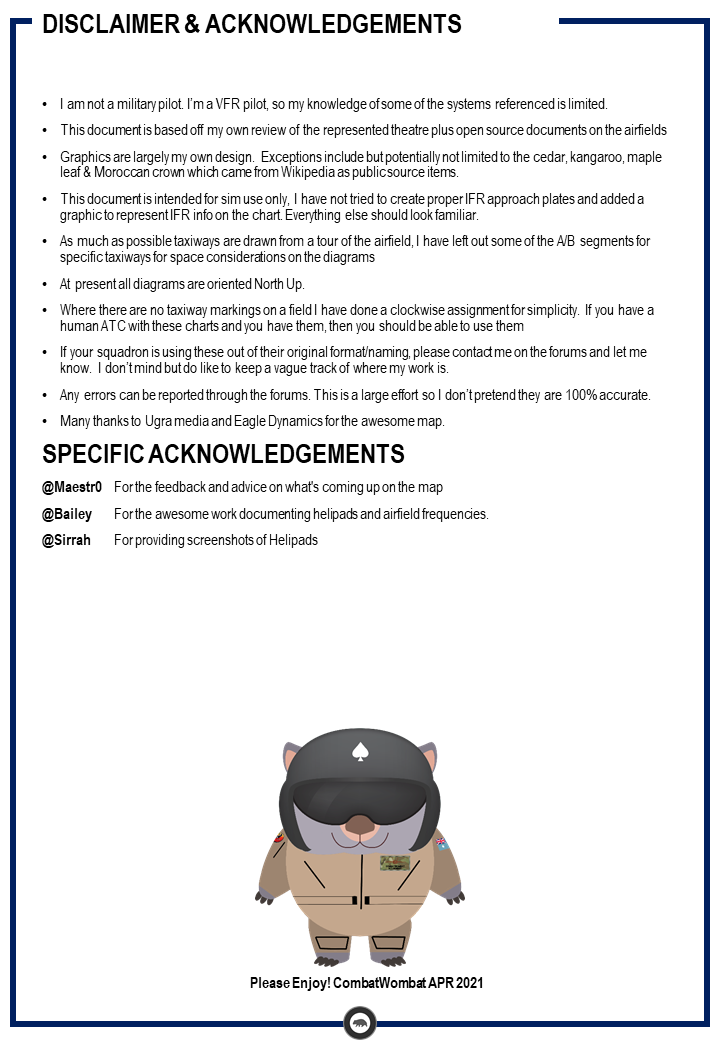 DISCLAIMER & ACKNOWLEDGEMENTS
• I am not a military pilot. I'm a VFR pilot, so my knowledge of some of the systems referenced is limited.
• This document is based off my own review of the represented theatre plus open source documents on the airfields
• Graphics are largely my own design. Exceptions include but potentially not limited to the cedar, kangaroo, maple
leaf & Moroccan crown which came from Wikipedia as public source items.
• This document is intended for sim use only, I have not tried to create proper IFR approach plates and added a
graphic to represent IFR info on the chart. Everything else should look familiar.
• As much as possible taxiways are drawn from a tour of the airfield, I have left out some of the A/B segments for
specific taxiways for space considerations on the diagrams
• At present all diagrams are oriented North Up.
• Where there are no taxiway markings on a field I have done a clockwise assignment for simplicity. If you have a
human ATC with these charts and you have them, then you should be able to use them
• If your squadron is using these out of their original format/naming, please contact me on the forums and let me
know. I don't mind but do like to keep a vague track of where my work is.
• Any errors can be reported through the forums. This is a large effort so I don't pretend they are 100% accurate.
• Many thanks to Ugra media and Eagle Dynamics for the awesome map.
SPECIFIC ACKNOWLEDGEMENTS
@Maestr0 For the feedback and advice on what's coming up on the map
@Bailey For the awesome work documenting helipads and airfield frequencies.
@Sirrah For providing screenshots of Helipads
Please Enjoy! CombatWombat APR 2021